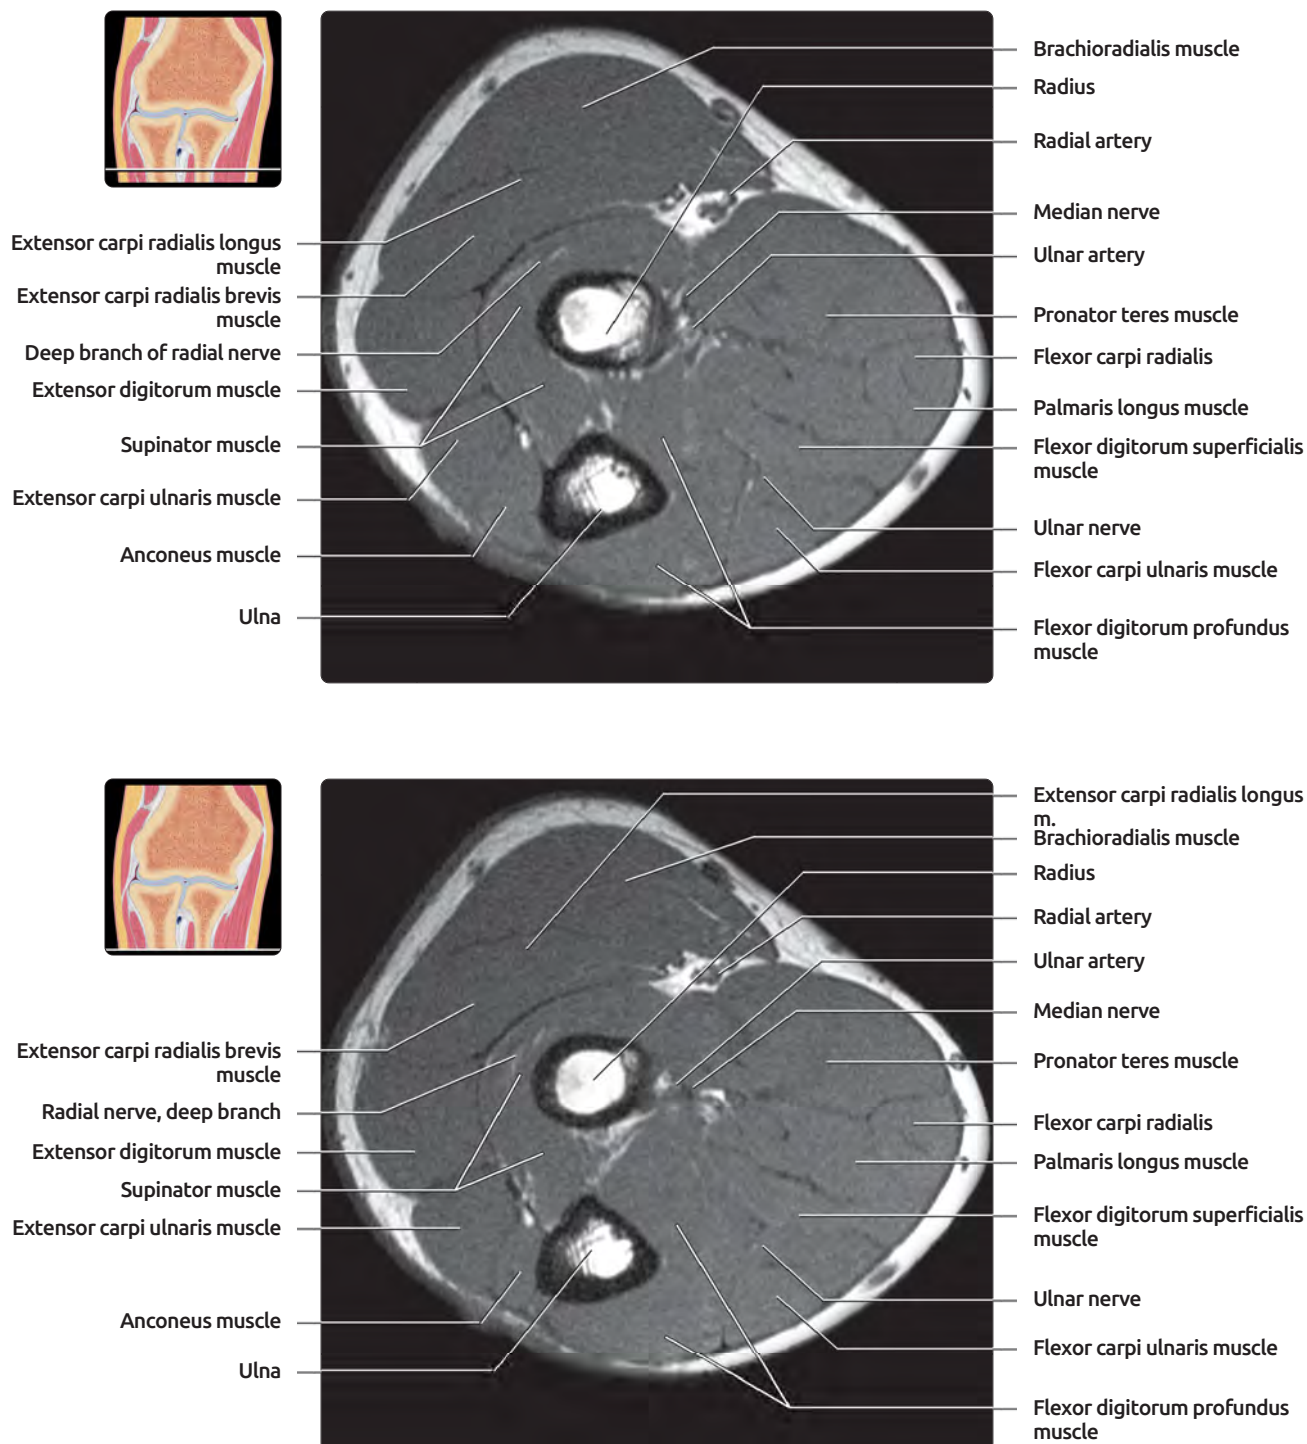 Brachioradialis muscle
Radius
Radial artery
Median nerve
Ulnar artery
Pronator teres muscle
Flexor carpi radialis
Palmaris longus muscle
Flexor digitorum superficialis
muscle
Ulnar nerve
Flexor carpi ulnaris muscle
Flexor digitorum profundus
muscle
Extensor carpi radialis longus
muscle
Extensor carpi radialis brevis
muscle
Deep branch of radial nerve
Extensor digitorum muscle
Supinator muscle
Extensor carpi ulnaris muscle
Anconeus muscle
Ulna
Extensor carpi radialis longus
m.
Brachioradialis muscle
Radius
Radial artery
Ulnar artery
Median nerve
Pronator teres muscle
Flexor carpi radialis
Palmaris longus muscle
Flexor digitorum superficialis
muscle
Ulnar nerve
Flexor carpi ulnaris muscle
Flexor digitorum profundus
muscle
Extensor carpi radialis brevis
muscle
Radial nerve, deep branch
Extensor digitorum muscle
Supinator muscle
Extensor carpi ulnaris muscle
Anconeus muscle
Ulna